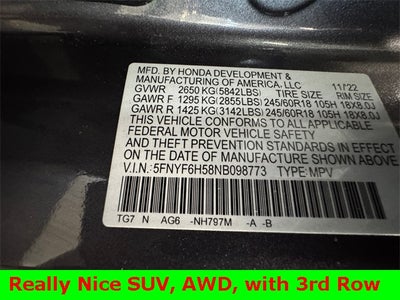 MFD. BY HONDA DEVELOPMENT &
MANUFACTURING OF AMERICA, LLC 11/22
GVWR 2650 KG(5842LBS) TIRE SIZE RIM SIZE
GAWR F 1295 KG(2855LBS) 245/60R18 105H 18X8.0J
GAWR R 1425 KG(3142LBS) 245/60R18 105H 18X8.0J
THIS VEHICLE CONFORMS TO ALL APPLICABLE
FEDERAL MOTOR VEHICLE SAFETY
AND THEFT PREVENTION STANDARDS IN EFFECT
ON THE DATE OF MANUFACTURE SHOWN ABOVE.
V.I.N.: 5FNYF6H58NB098773 TYPE: MPV
TG7 N AG6 -NH797M -A -B
Really Nice SUV, AWD, with 3rd Row